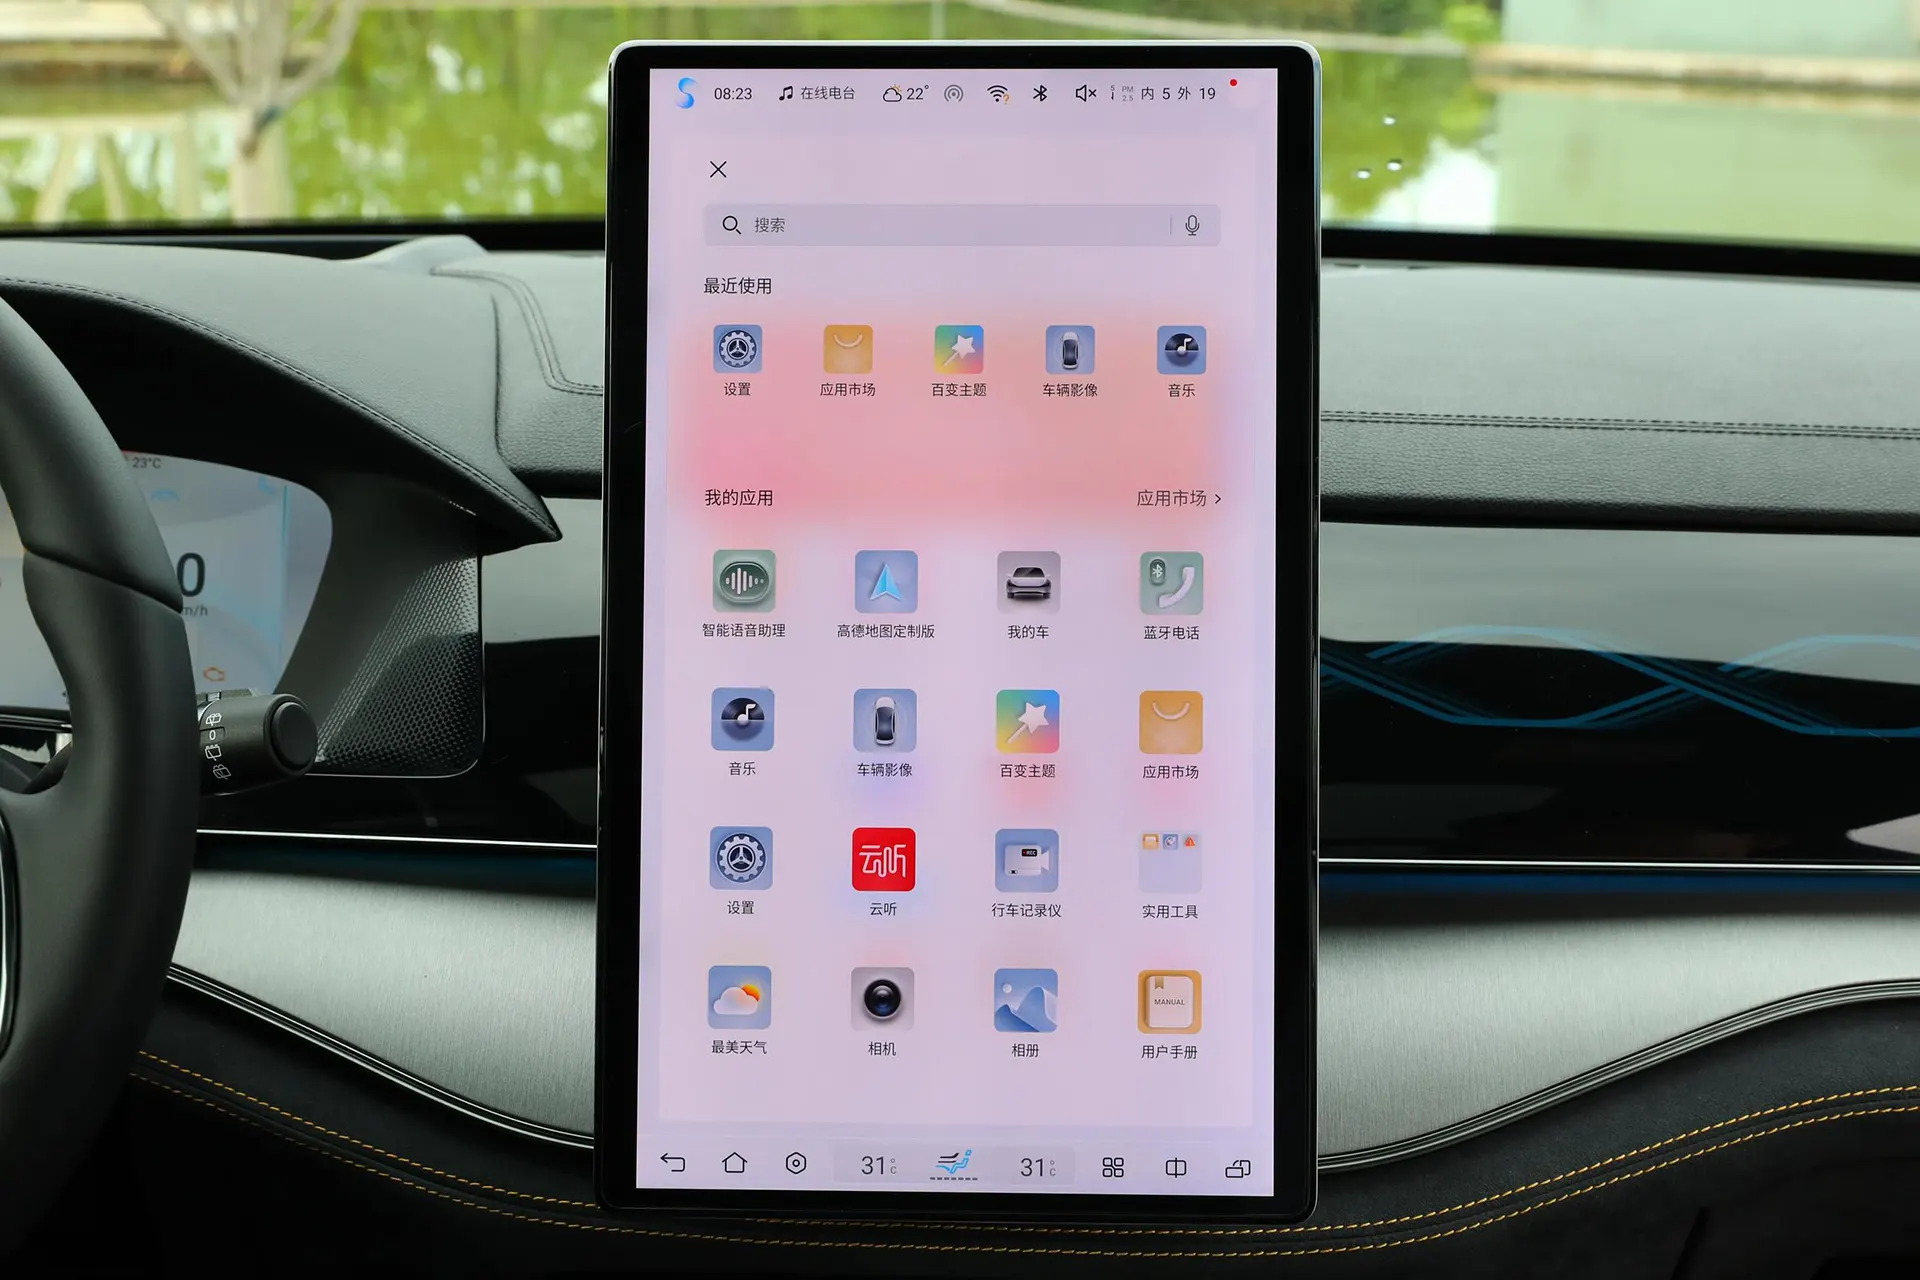 08:23 在线电台 22° PM 2.5 内 5 外 19
搜索
最近使用
设置 应用市场 百变主题 车辆影像 音乐
我的应用 应用市场 >
智能语音助理 高德地图定制版 我的车 蓝牙电话
音乐 车辆影像 百变主题 应用市场
云听
REC
设置 云听 行车记录仪 实用工具
MANUAL
最美天气 相机 相册 用户手册
31°C 31°C
23°C
0
m/h
0